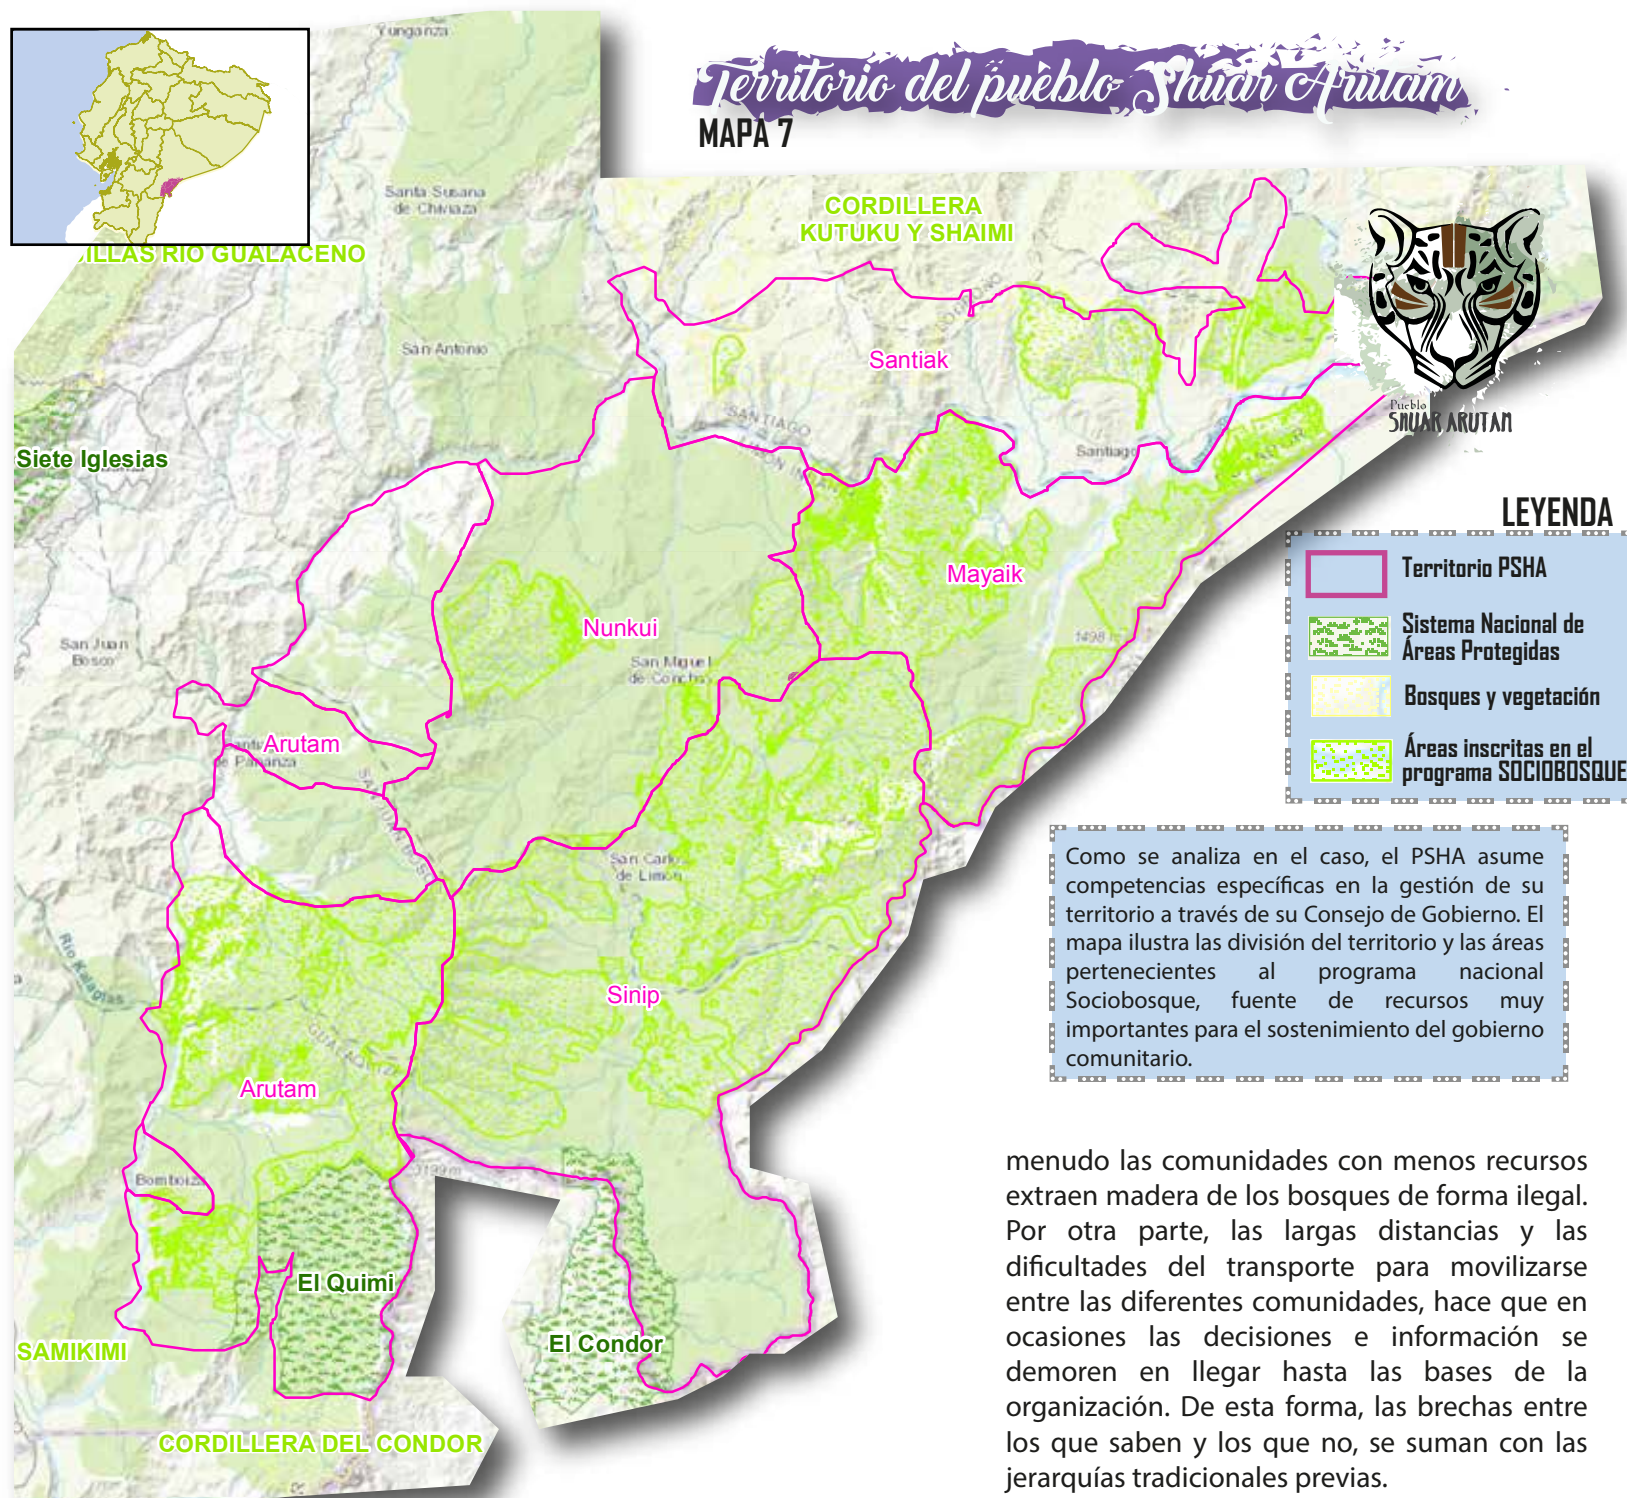 Territorio del pueblo Shuar Arutam
MAPA 7
Yunganza
Santa Susana
de Chiviaza
CORDILLERA
KUTUKU Y SHAIMI
ILLAS RIO GUALACENO
San Antonio
Santiak
SANTIAGO
Siete Iglesias
Santiago
Pueblo
SHUAR ARUTAM
LEYENDA
Territorio PSHA
Sistema Nacional de
Áreas Protegidas
Bosques y vegetación
Áreas inscritas en el
programa SOCIOBOSQUE
Mayaik
Nunkui
1498 m
San Juan
Bosco
San Miguel
de Conchay
Arutam
de Pananza
SAN JUAN BOSCO
San Carlos
de Limón
Como se analiza en el caso, el PSHA asume
competencias específicas en la gestión de su
territorio a través de su Consejo de Gobierno. El
mapa ilustra las división del territorio y las áreas
pertenecientes al programa nacional
Sociobosque, fuente de recursos muy
importantes para el sostenimiento del gobierno
comunitario.
Sinip
GUALAQUIZA
Arutam
3199 m
Bomboiza
El Quimi
El Condor
SAMIKIMI
CORDILLERA DEL CONDOR
menudo las comunidades con menos recursos
extraen madera de los bosques de forma ilegal.
Por otra parte, las largas distancias y las
dificultades del transporte para movilizarse
entre las diferentes comunidades, hace que en
ocasiones las decisiones e información se
demoren en llegar hasta las bases de la
organización. De esta forma, las brechas entre
los que saben y los que no, se suman con las
jerarquías tradicionales previas.